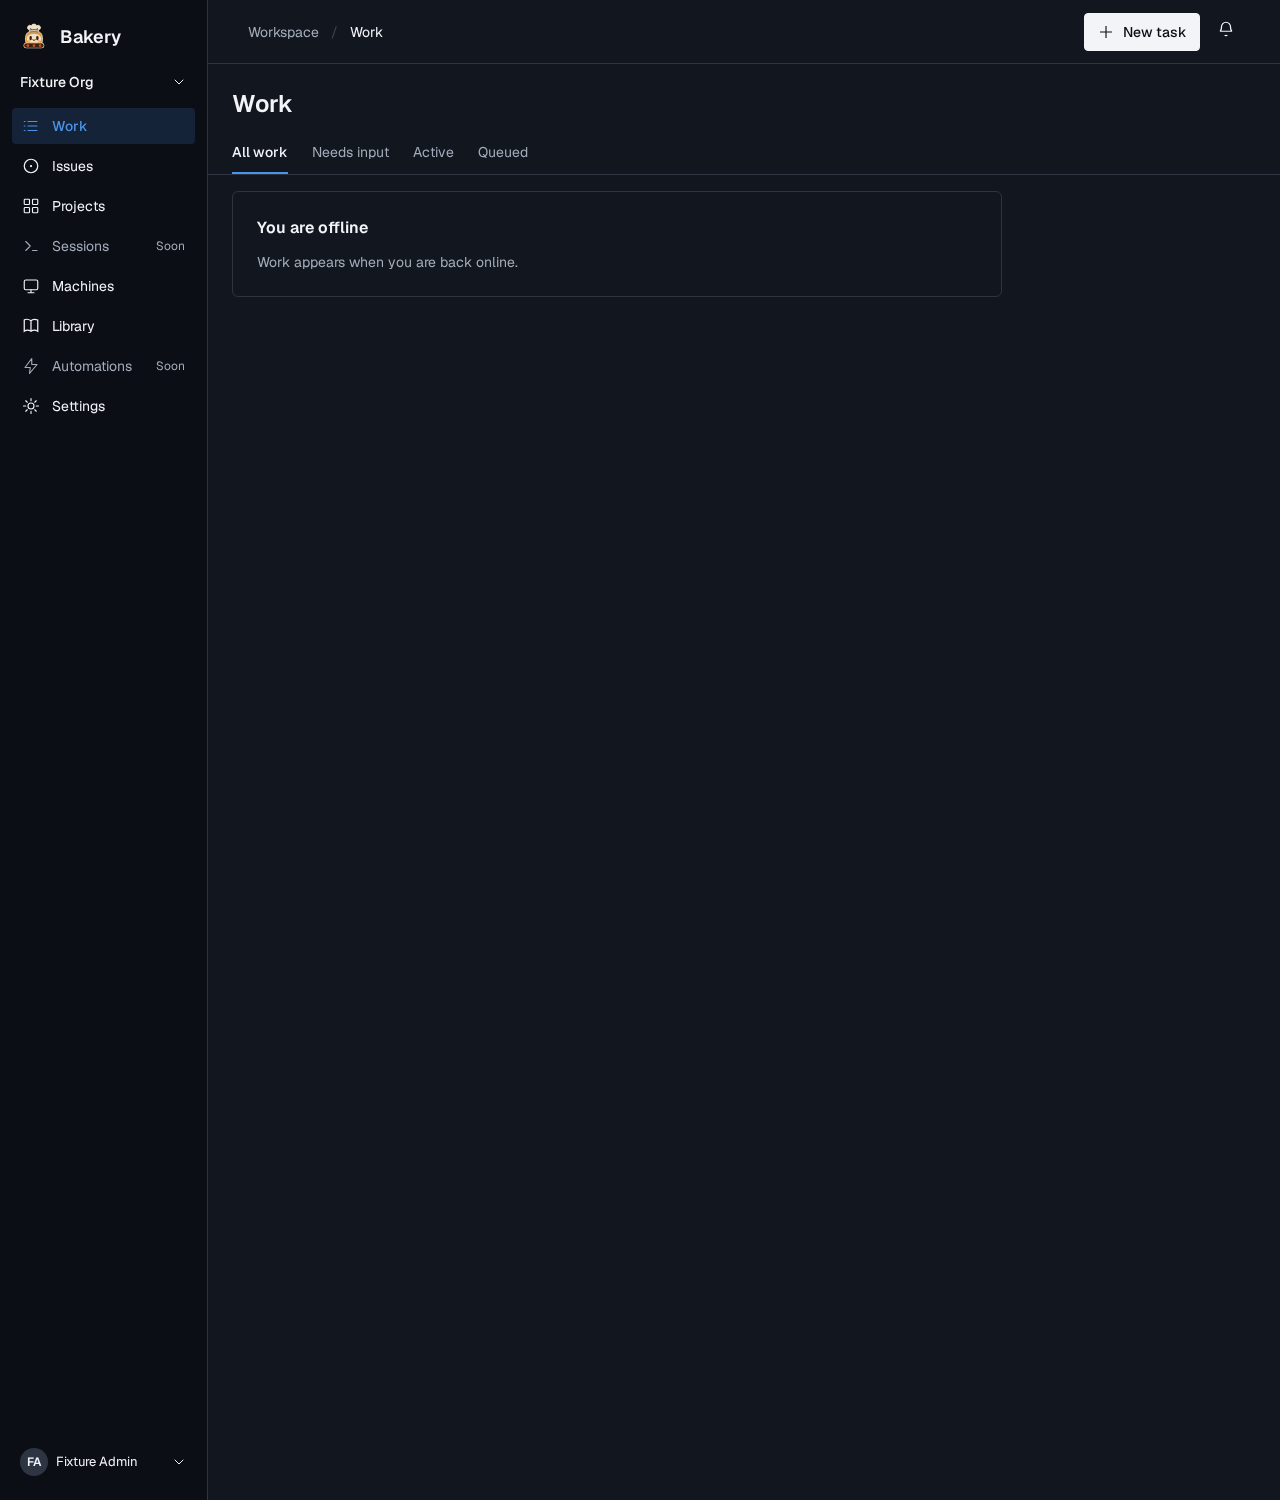 Bakery
Fixture Org
Work
Issues
Projects
Sessions Soon
Machines
Library
Automations Soon
Settings
FA Fixture Admin
Workspace / Work
New task
Work
All work Needs input Active Queued
You are offline
Work appears when you are back online.